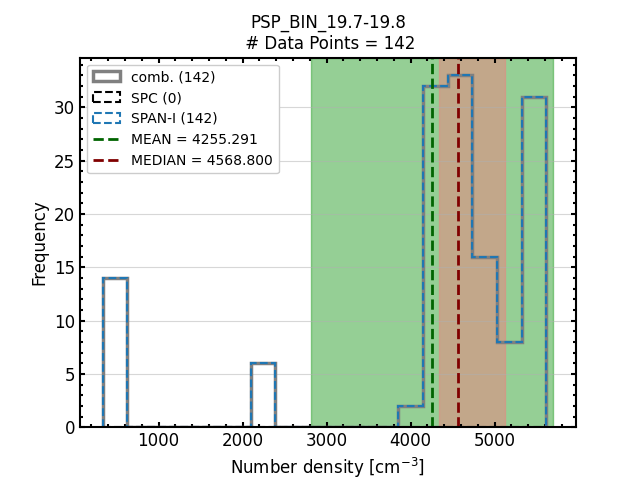 PSP_BIN_19.7-19.8
# Data Points = 142
comb. (142)
SPC (0)
SPAN-I (142)
MEAN = 4255.291
MEDIAN = 4568.800
Frequency
30
25
20
15
10
5
0
1000 2000 3000 4000 5000
Number density [cm⁻³]